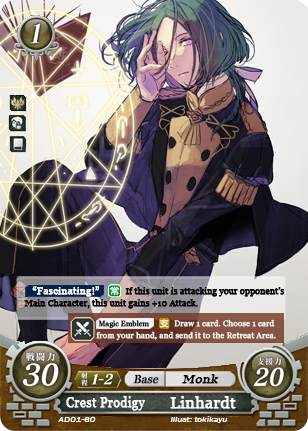 1
"Fascinating!" 常 If this unit is attacking your opponent's
Main Character, this unit gains +10 Attack.
Magic Emblem 支 Draw 1 card. Choose 1 card
from your hand, and send it to the Retreat Area.
戦闘力
30
射程
1-2
Base
Monk
支援力
20
Crest Prodigy
Linhardt
AD01-80
Illust: tokikayu